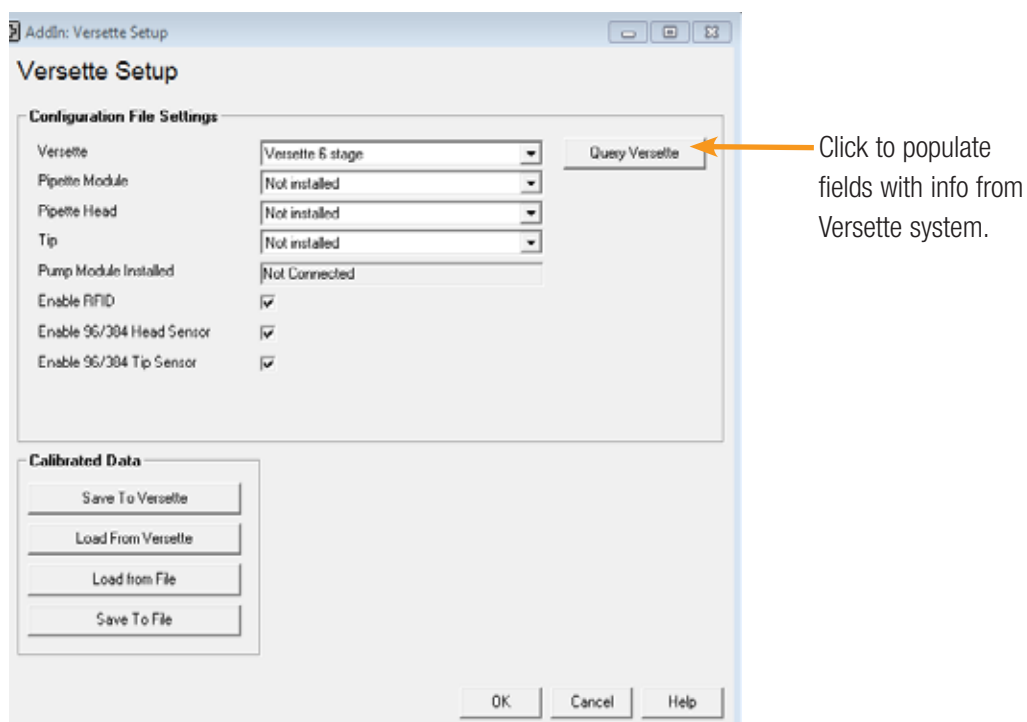 AddIn: Versette Setup
Versette Setup
Configuration File Settings
Versette
Versette 6 stage
Query Versette
Pipette Module
Not installed
Pipette Head
Not installed
Tip
Not installed
Pump Module Installed
Not Connected
Enable RFID
Enable 96/384 Head Sensor
Enable 96/384 Tip Sensor
Click to populate
fields with info from
Versette system.
Calibrated Data
Save To Versette
Load From Versette
Load from File
Save To File
OK
Cancel
Help